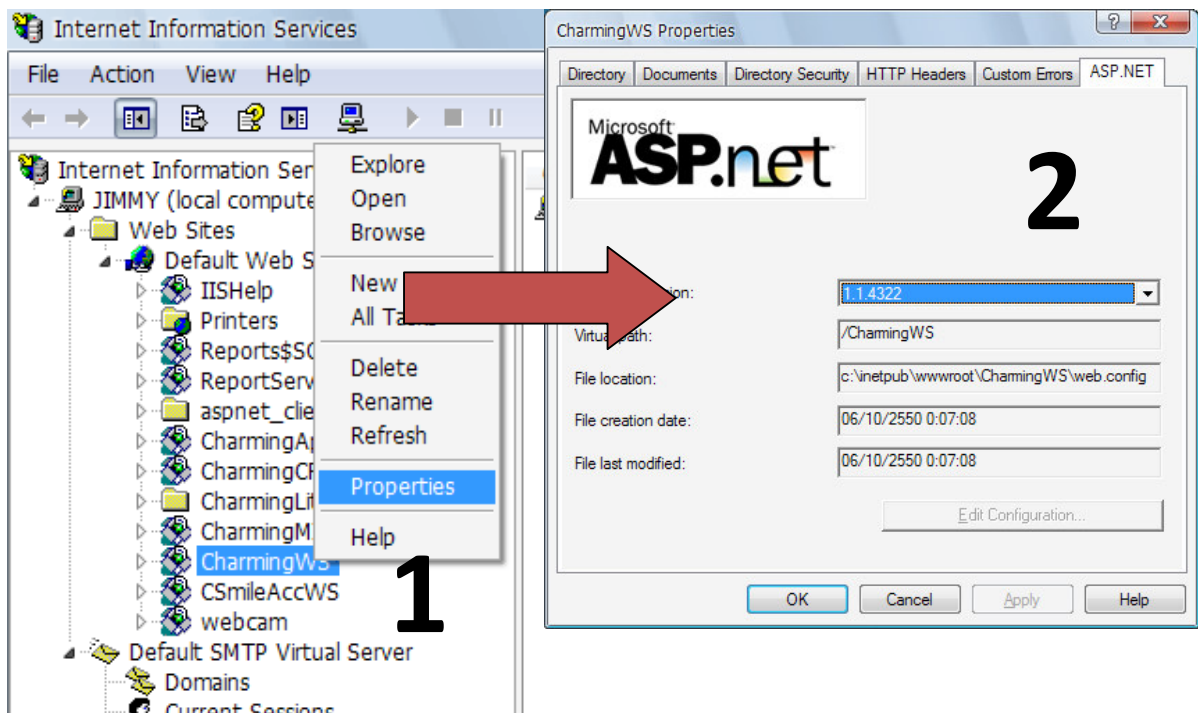 Internet Information Services
File Action View Help
Internet Information Ser
JIMMY (local compute
Web Sites
Default Web S
IISHelp
Printers
Reports$S
ReportServ
aspnet_clie
CharmingA
CharmingC
CharmingLi
CharmingM
CharmingWS
CSmileAccWS
webcam
Default SMTP Virtual Server
Domains
Current Sessions
Explore
Open
Browse
New
All Tasks
Delete
Rename
Refresh
Properties
Help
1
CharmingWS Properties
Directory Documents Directory Security HTTP Headers Custom Errors ASP.NET
Microsoft
ASP.net
2
ion: 1.1.4322
Virtual path: /CharmingWS
File location: c:\inetpub\wwwroot\CharmingWS\web.config
File creation date: 06/10/2550 0:07:08
File last modified: 06/10/2550 0:07:08
Edit Configuration...
OK Cancel Apply Help